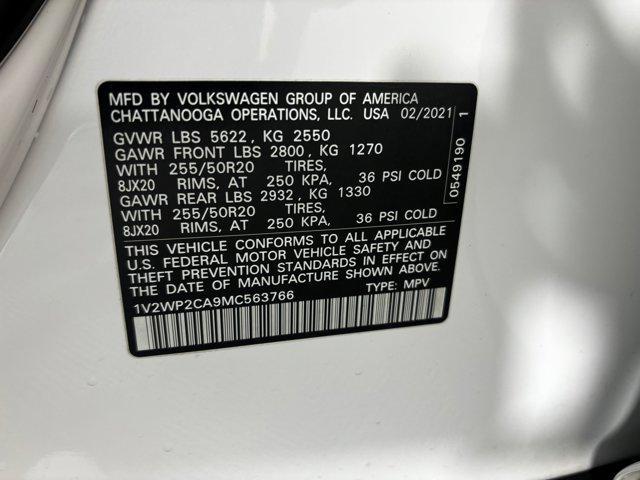 MFD BY VOLKSWAGEN GROUP OF AMERICA
CHATTANOOGA OPERATIONS, LLC. USA 02/2021
GVWR LBS 5622, KG 2550
GAWR FRONT LBS 2800, KG 1270
WITH 255/50R20 TIRES,
8JX20 RIMS, AT 250 KPA, 36 PSI COLD
GAWR REAR LBS 2932, KG 1330
WITH 255/50R20 TIRES,
8JX20 RIMS, AT 250 KPA, 36 PSI COLD
THIS VEHICLE CONFORMS TO ALL APPLICABLE
U.S. FEDERAL MOTOR VEHICLE SAFETY AND
THEFT PREVENTION STANDARDS IN EFFECT ON
THE DATE OF MANUFACTURE SHOWN ABOVE.
1V2WP2CA9MC563766 TYPE: MPV
0549190 1